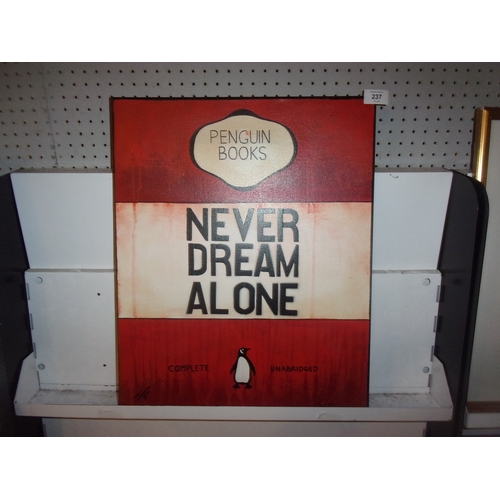 237
PENGUIN
BOOKS
NEVER
DREAM
ALONE
COMPLETE UNABRIDGED